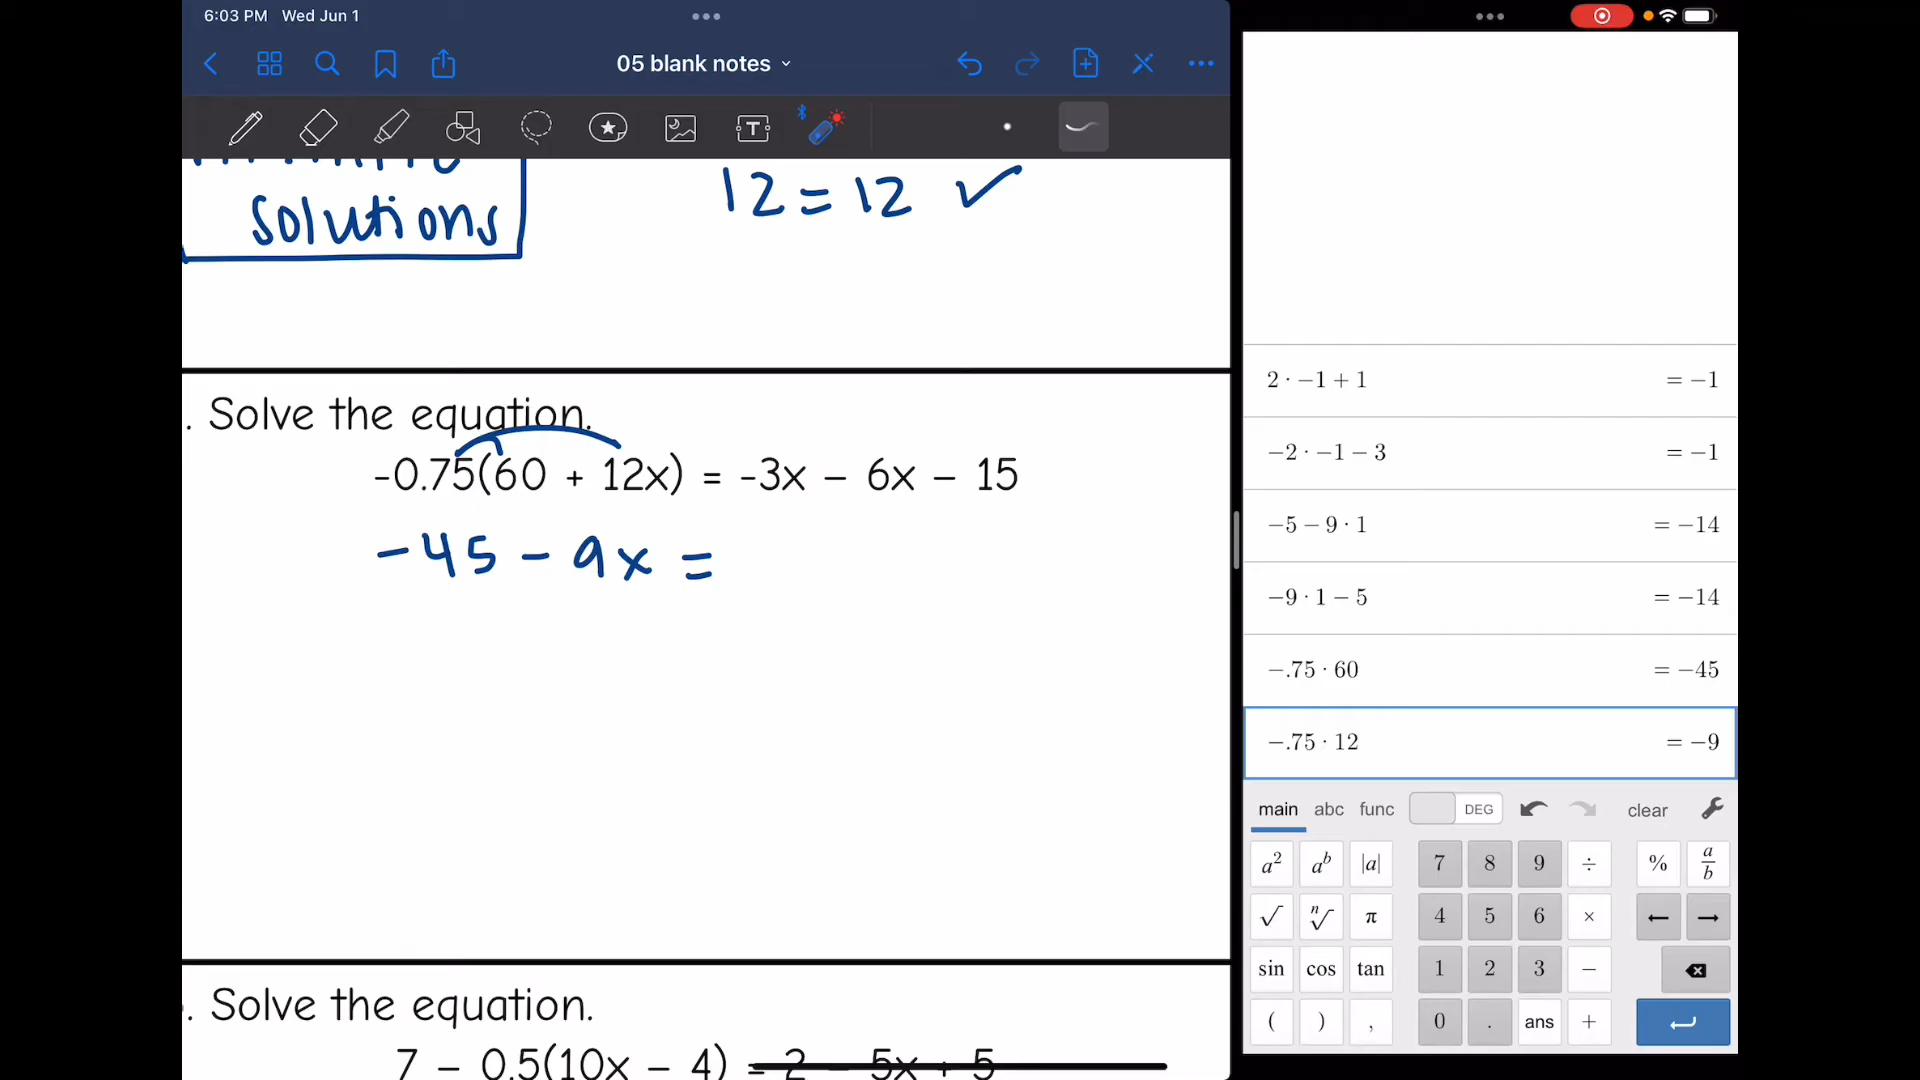 6:03 PM Wed Jun 1
05 blank notes
solutions
12 = 12 ✓
. Solve the equation.
-0.75(60 + 12x) = -3x – 6x – 15
-45 - 9x =
. Solve the equation.
7 – 0.5(10x – 4) = 2 – 5x + 5
2 · −1 + 1 = −1
−2 · −1 − 3 = −1
−5 − 9 · 1 = −14
−9 · 1 − 5 = −14
−.75 · 60 = −45
−.75 · 12 = −9
main abc func DEG clear
a² aᵇ |a| 7 8 9 ÷ % a/b
√ ⁿ√ π 4 5 6 × ← →
sin cos tan 1 2 3 −
( ) , 0 . ans +